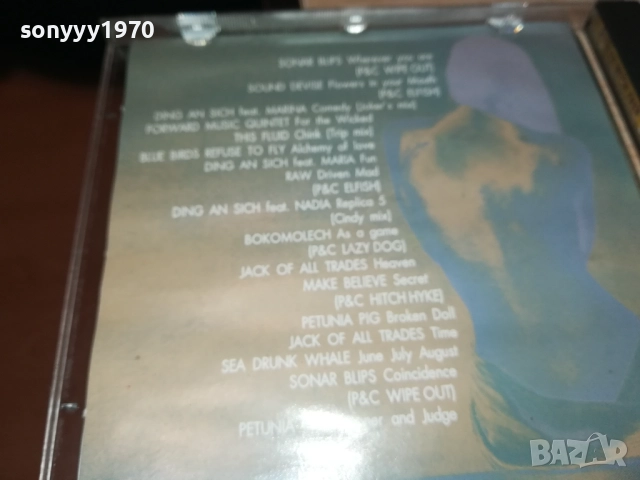 sonyyy1970
SONAR BLIPS Wherever you are
(P&C WIPE OUT)
SOUND DEVISE Flowers in your Mouth
(P&C ELFISH)
DING AN SICH feat. MARINA Comedy (Joker's mix)
FORWARD MUSIC QUINTET For the Wicked
THIS FLUID Chink (Trip mix)
BLUE BIRDS REFUSE TO FLY Alchemy of love
DING AN SICH feat. MARIA Fun
RAW Driven Mad
(P&C ELFISH)
DING AN SICH feat. NADIA Replica 5
(Cindy mix)
BOKOMOLECH As a game
(P&C LAZY DOG)
JACK OF ALL TRADES Heaven
MAKE BELIEVE Secret
(P&C HITCH HYKE)
PETUNIA PIG Broken Doll
JACK OF ALL TRADES Time
SEA DRUNK WHALE June July August
SONAR BLIPS Coincidence
(P&C WIPE OUT)
PETUNIA and Judge
BAZAR